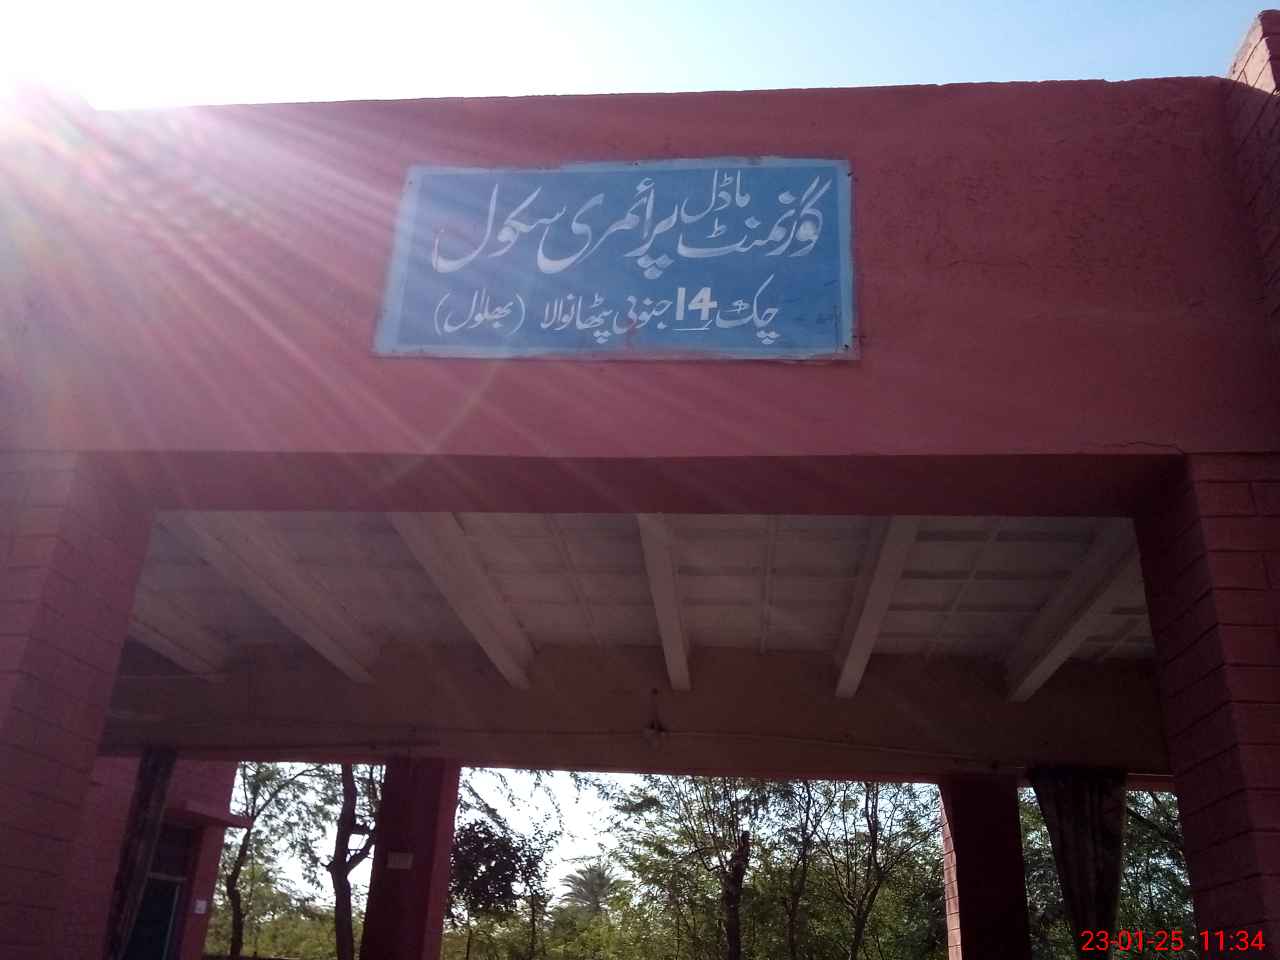 گورنمنٹ ماڈل پرائمری سکول
چک 14 جنوبی پٹھانوالا (بھلوال)
23-01-25 11:34